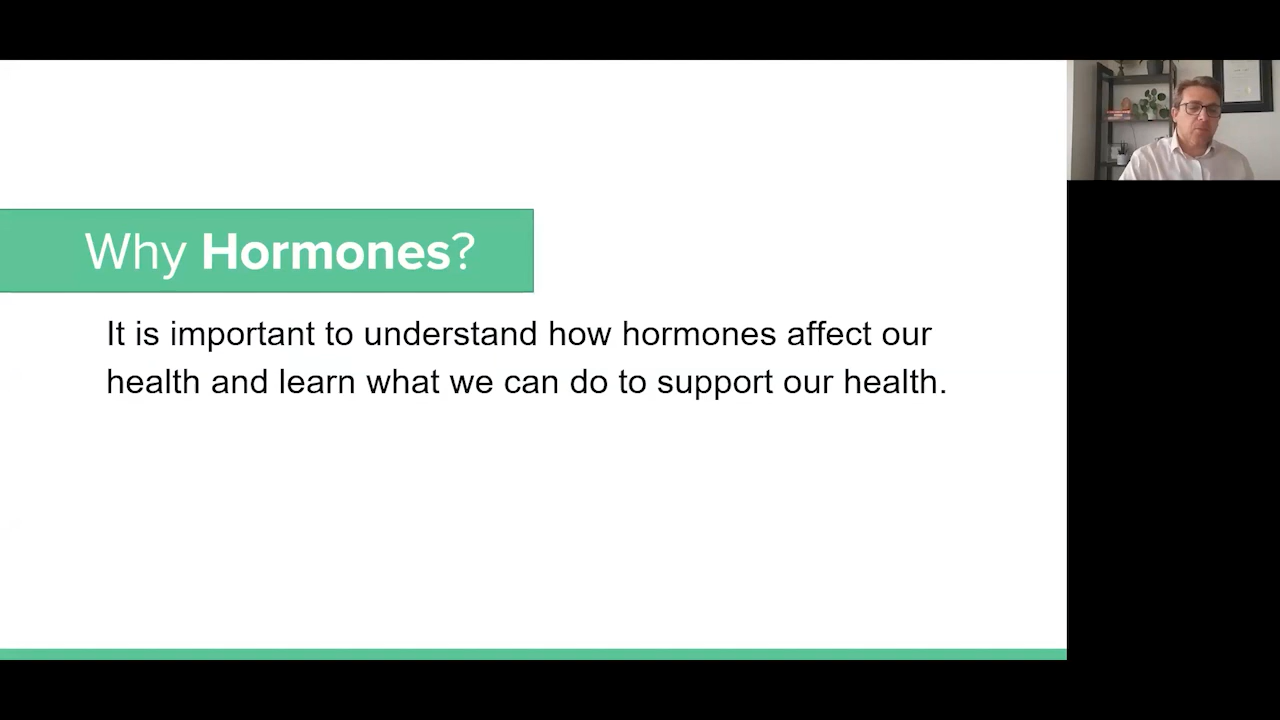 Why Hormones?
It is important to understand how hormones affect our
health and learn what we can do to support our health.